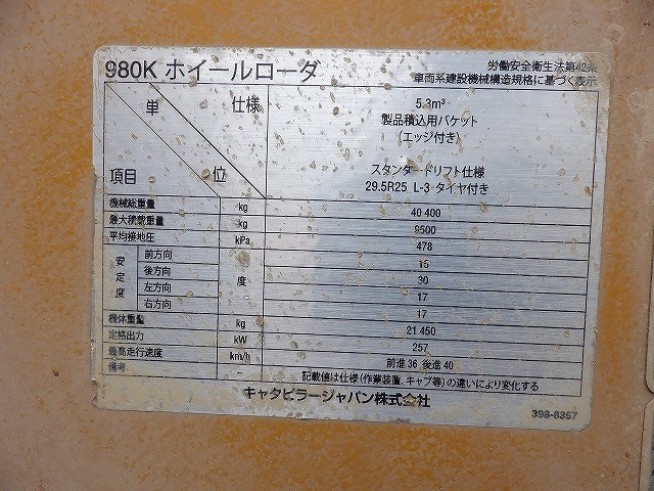 980K ホイールローダ
労働安全衛生法第42条
車両系建設機械構造規格に基づく表示
単 仕様
項目 位
5.3m³
製品積込用バケット
(エッジ付き)
スタンダードリフト仕様
29.5R25 L-3 タイヤ付き
機械総重量 kg 40 400
最大積載重量 kg 9500
平均接地圧 kPa 478
安定度 度
前方向 15
後方向 30
左方向 17
右方向 17
機体重量 kg 21 450
定格出力 kW 257
最高走行速度 km/h 前進 36 後進 40
備考 – 記載値は仕様(作業装置、キャブ等)の違いにより変化する
キャタピラージャパン株式会社
398-8357